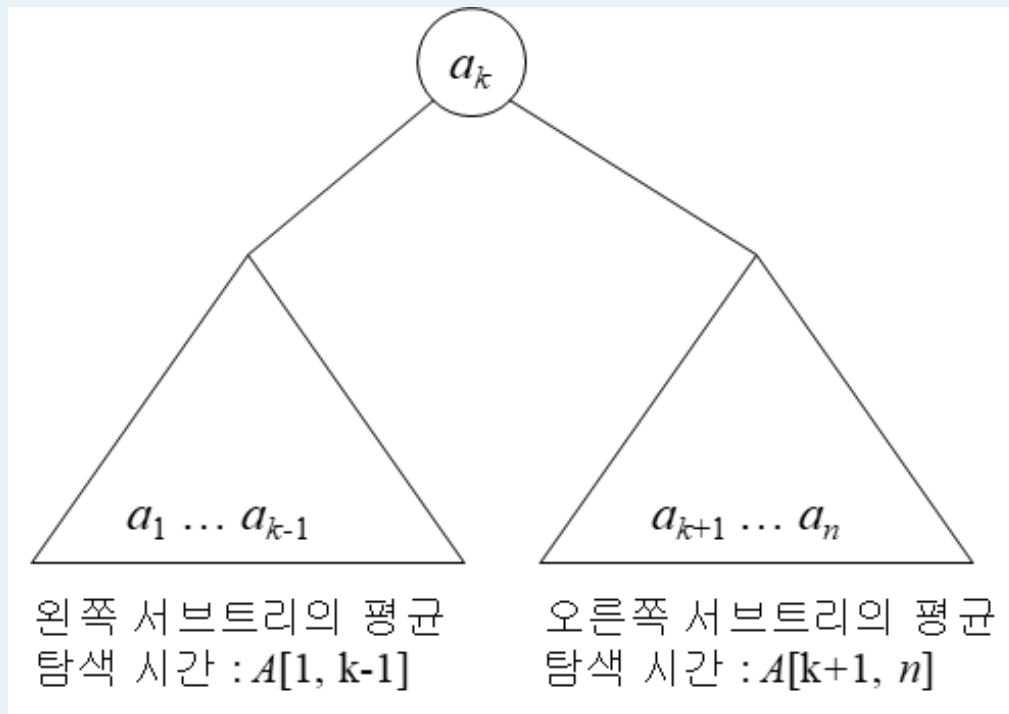 a_k
a_1 … a_{k-1}
a_{k+1} … a_n
왼쪽 서브트리의 평균
탐색 시간 : A[1, k-1]
오른쪽 서브트리의 평균
탐색 시간 : A[k+1, n]